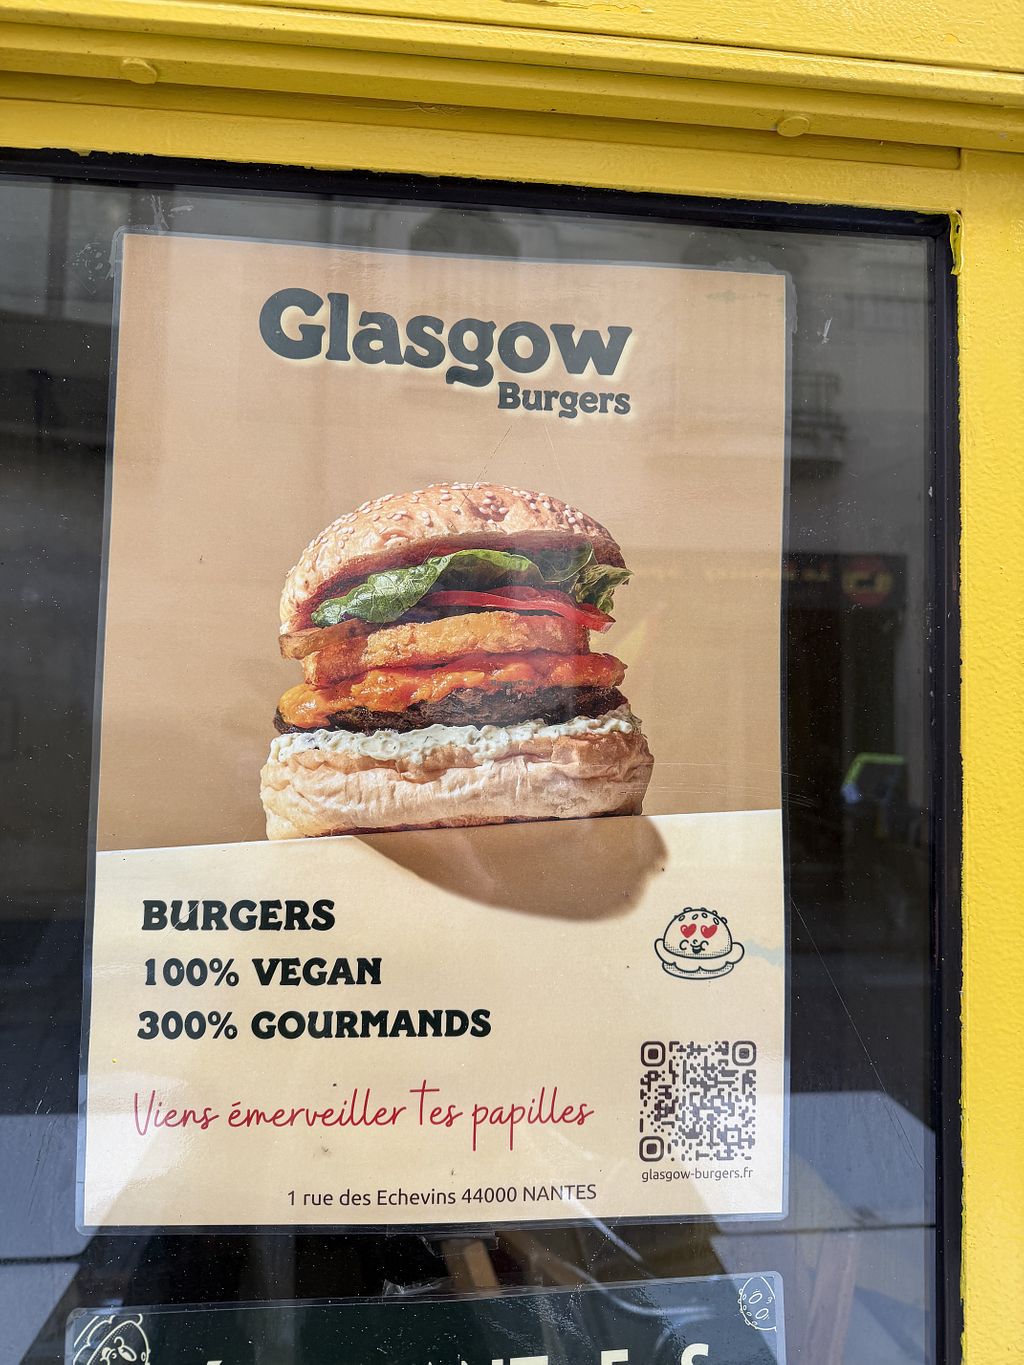 Glasgow
Burgers
BURGERS
100% VEGAN
300% GOURMANDS
Viens émerveiller tes papilles
glasgow-burgers.fr
1 rue des Echevins 44000 NANTES